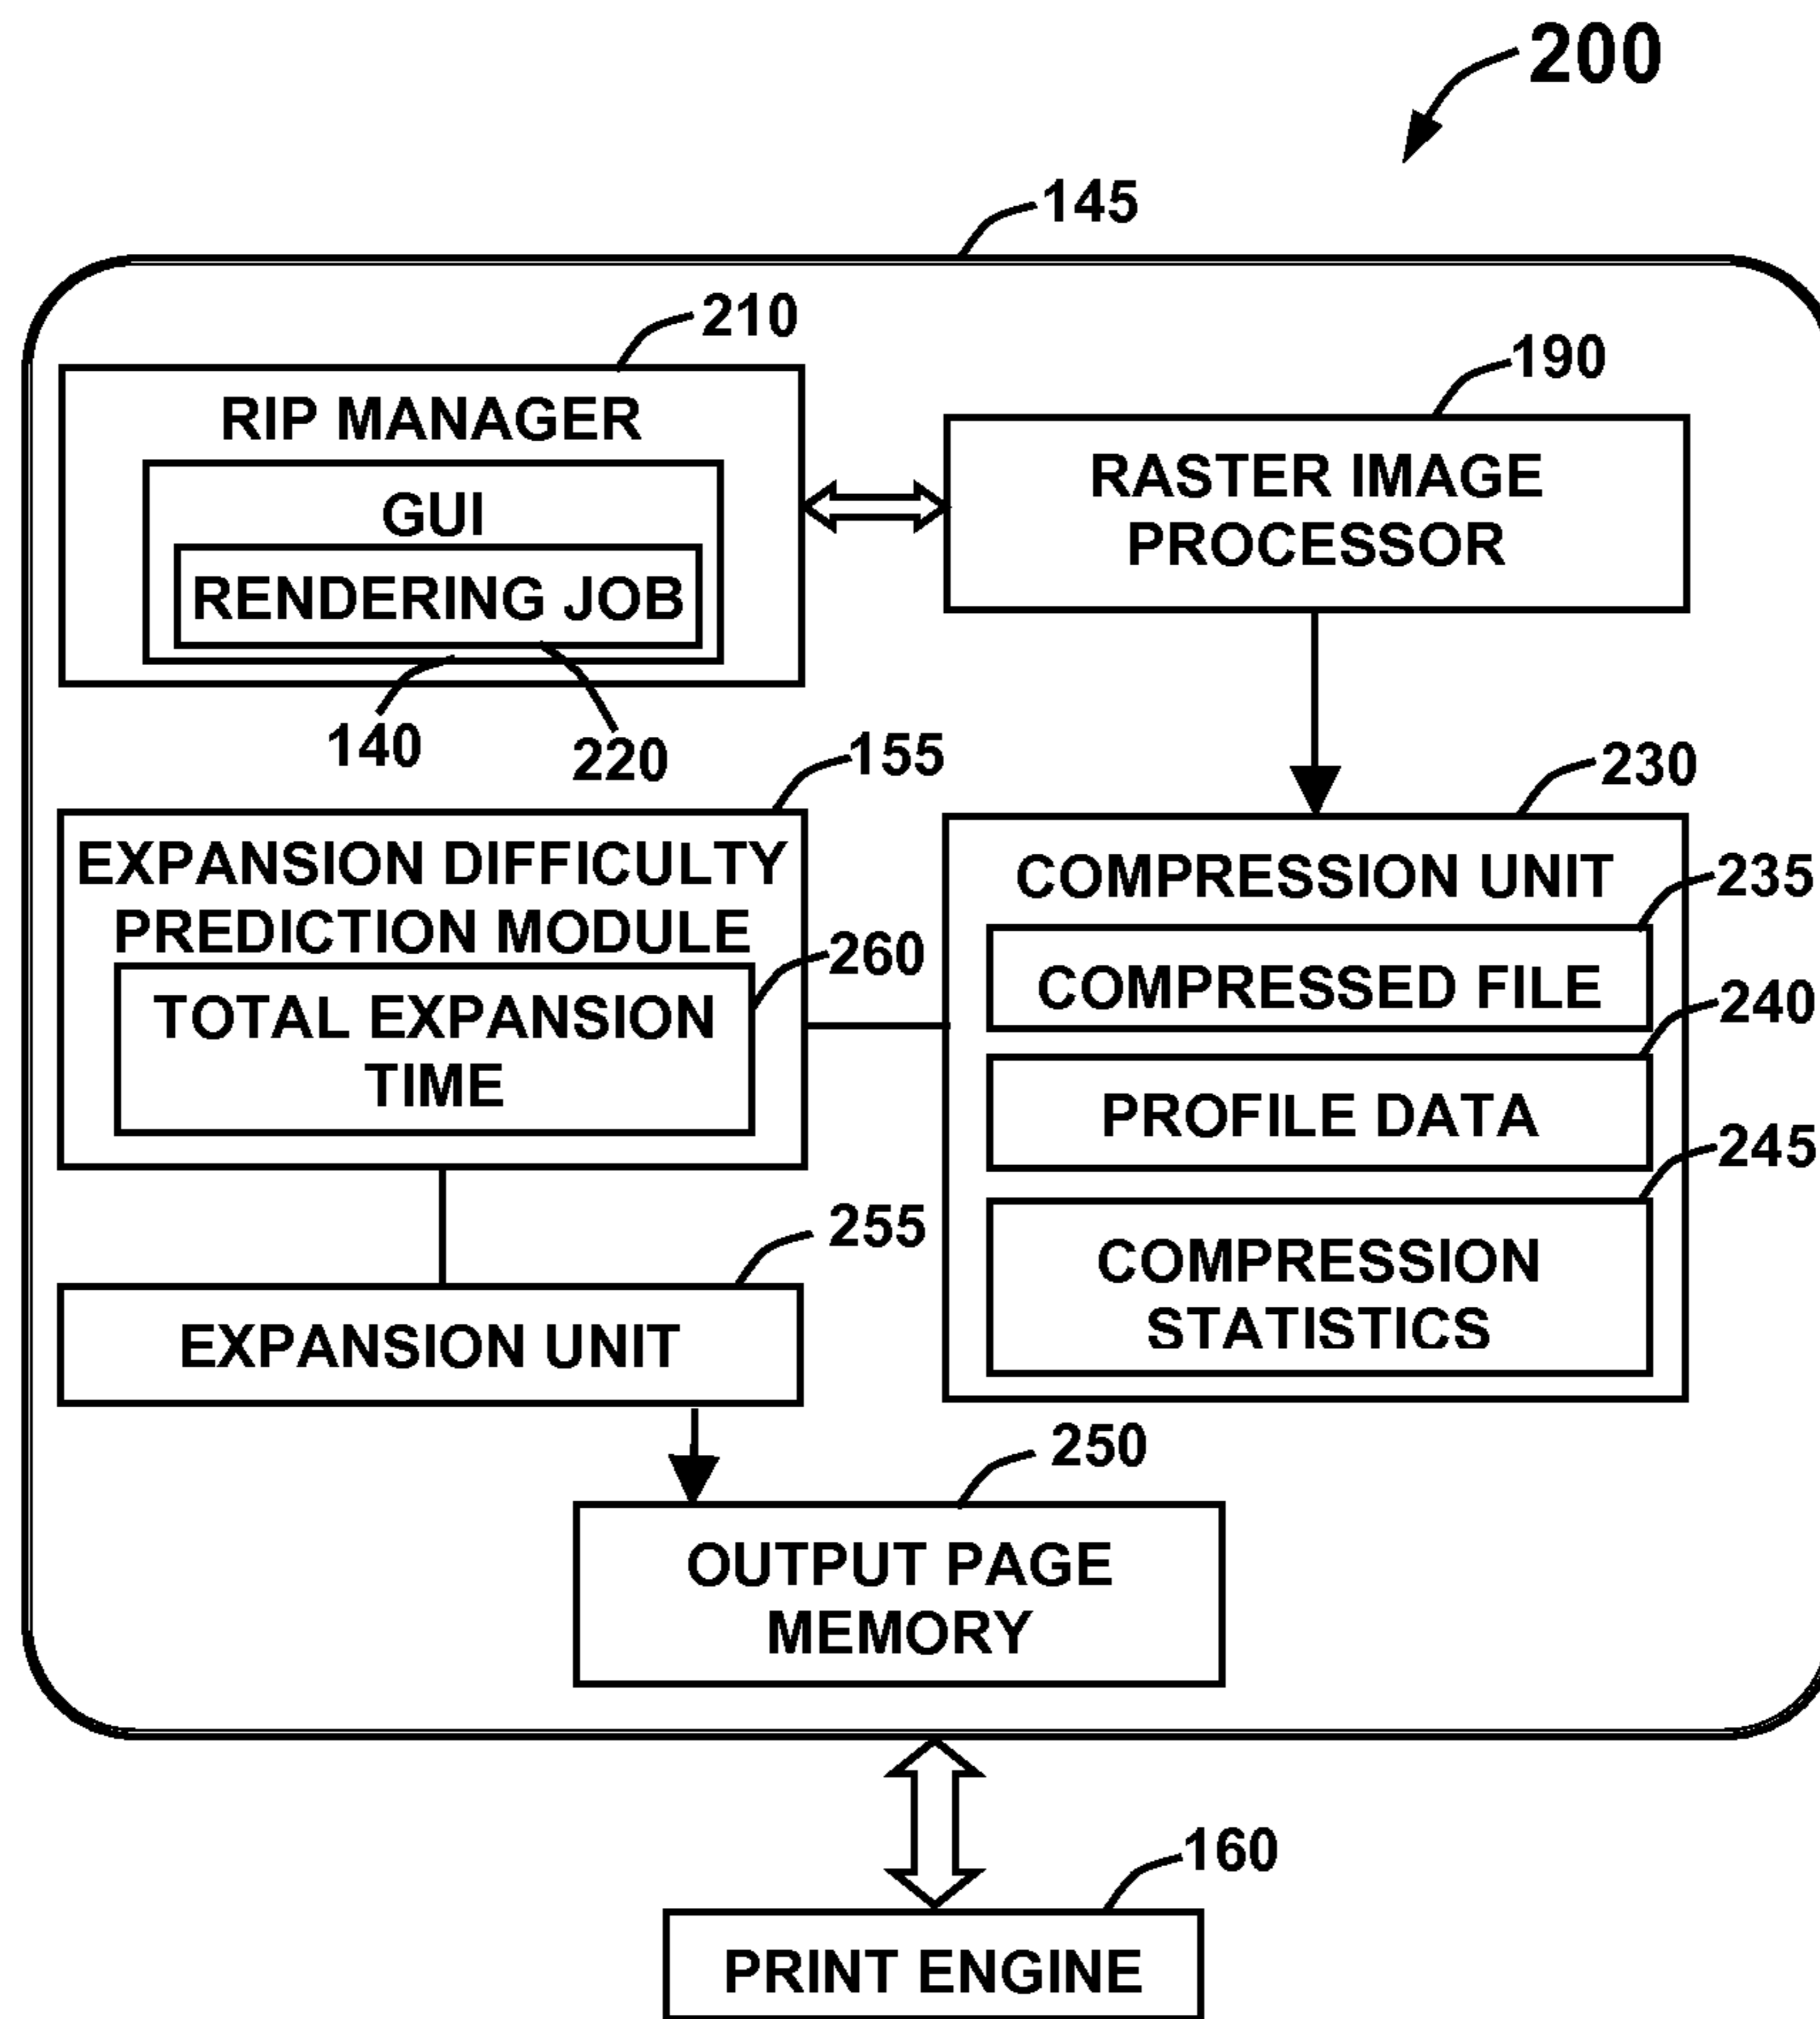 200
145
210
190
RIP MANAGER
GUI
RENDERING JOB
RASTER IMAGE
PROCESSOR
140
220
155
230
EXPANSION DIFFICULTY
PREDICTION MODULE
260
TOTAL EXPANSION
TIME
COMPRESSION UNIT
235
COMPRESSED FILE
240
PROFILE DATA
245
COMPRESSION
STATISTICS
255
EXPANSION UNIT
250
OUTPUT PAGE
MEMORY
160
PRINT ENGINE